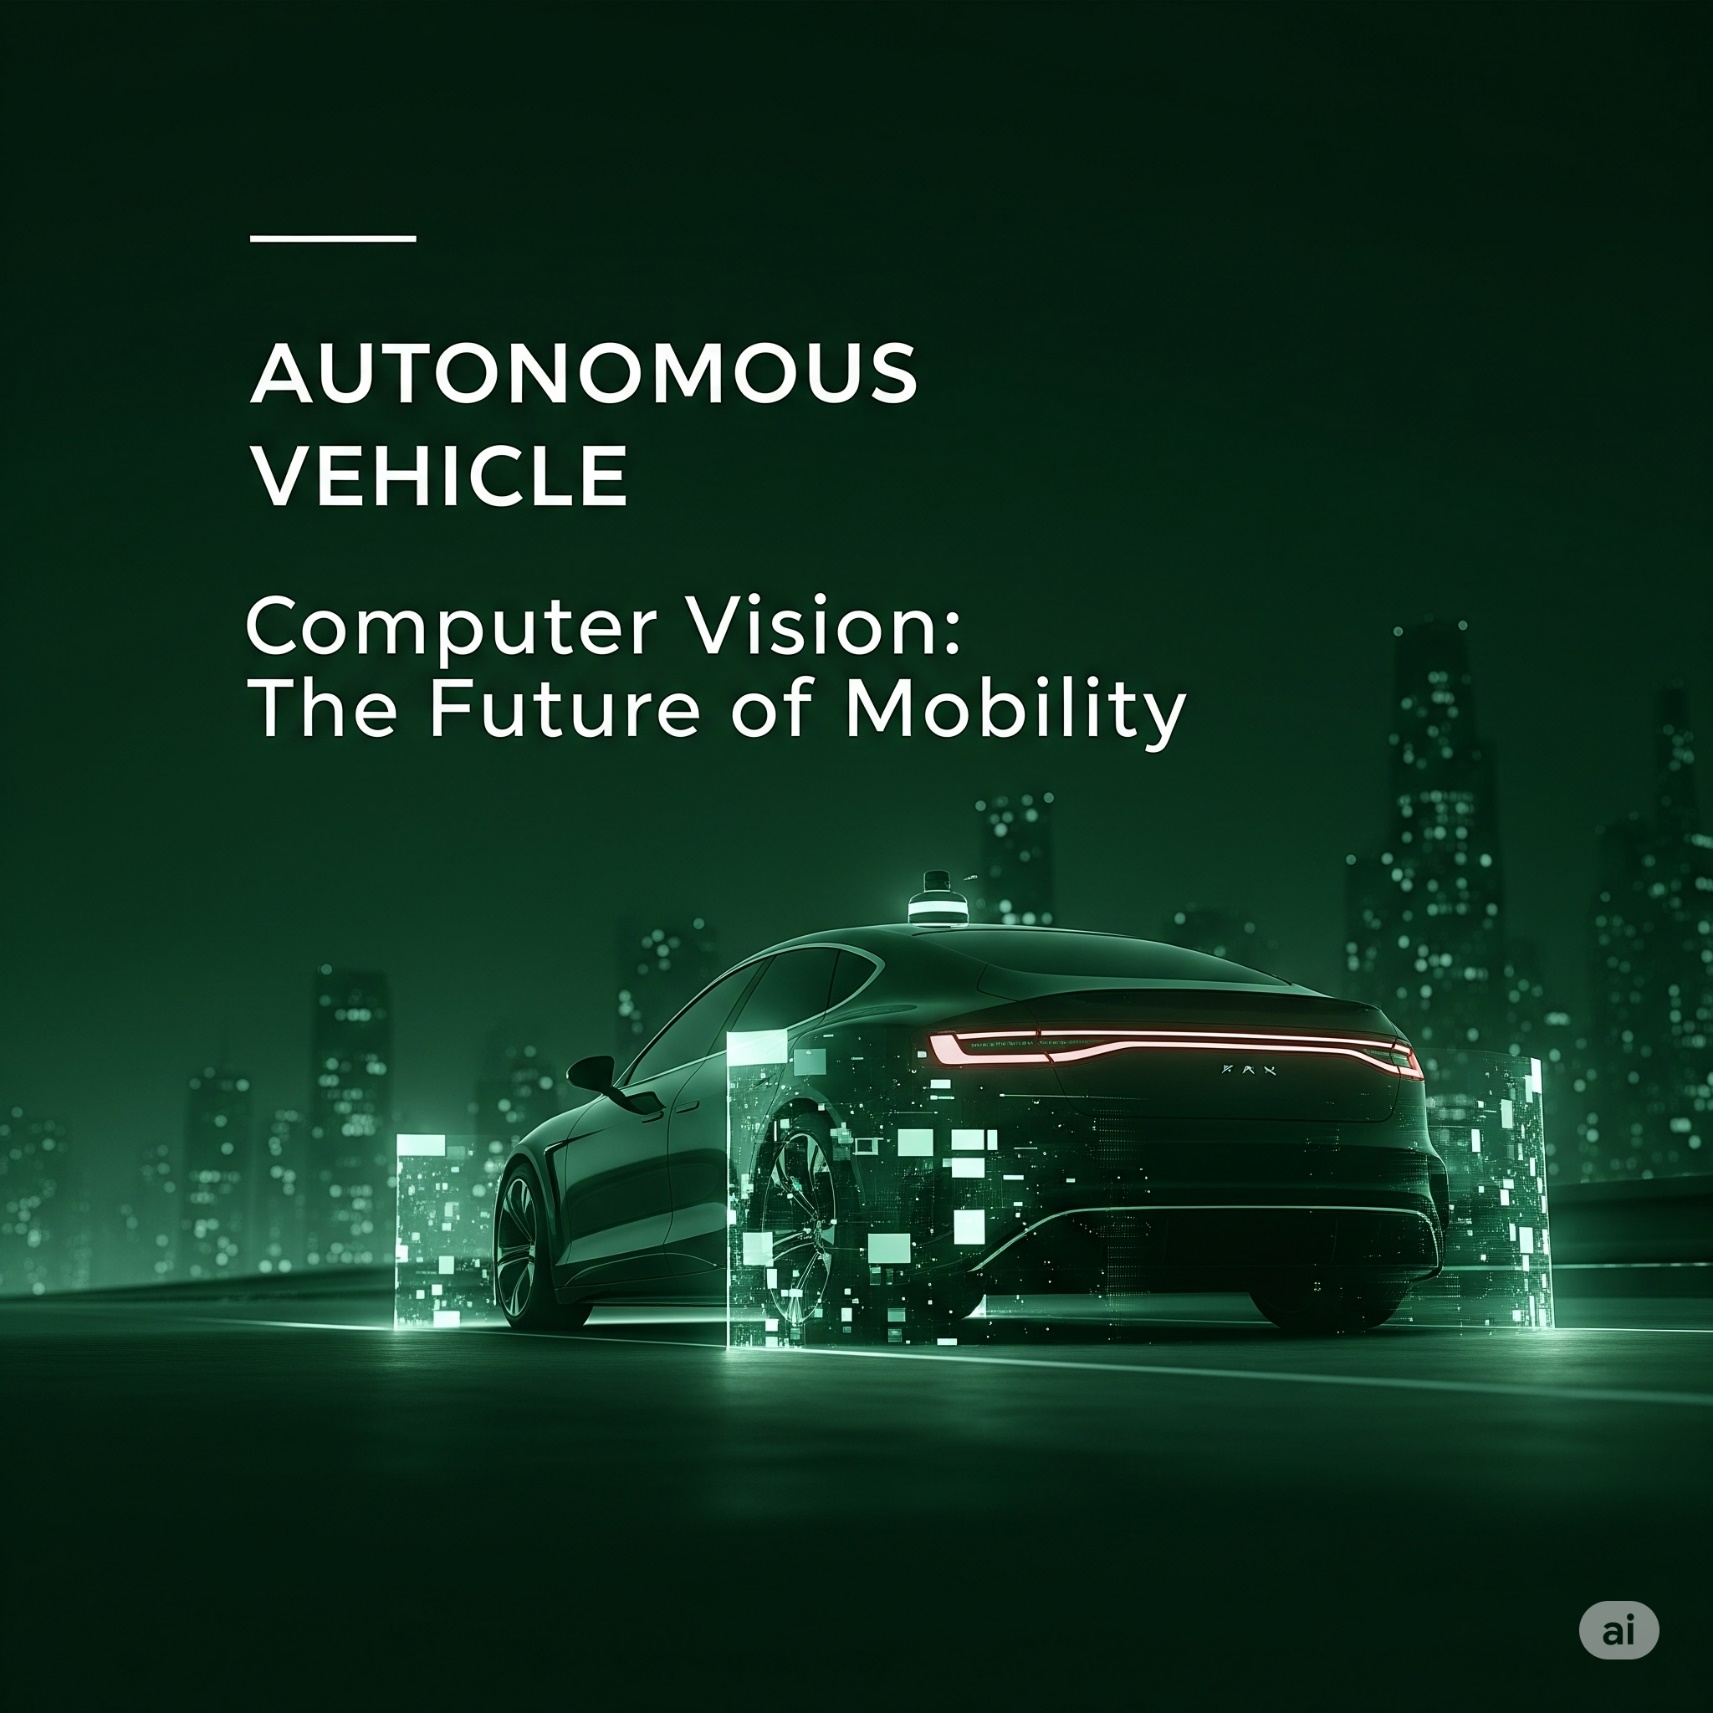 AUTONOMOUS
VEHICLE
Computer Vision:
The Future of Mobility
ai